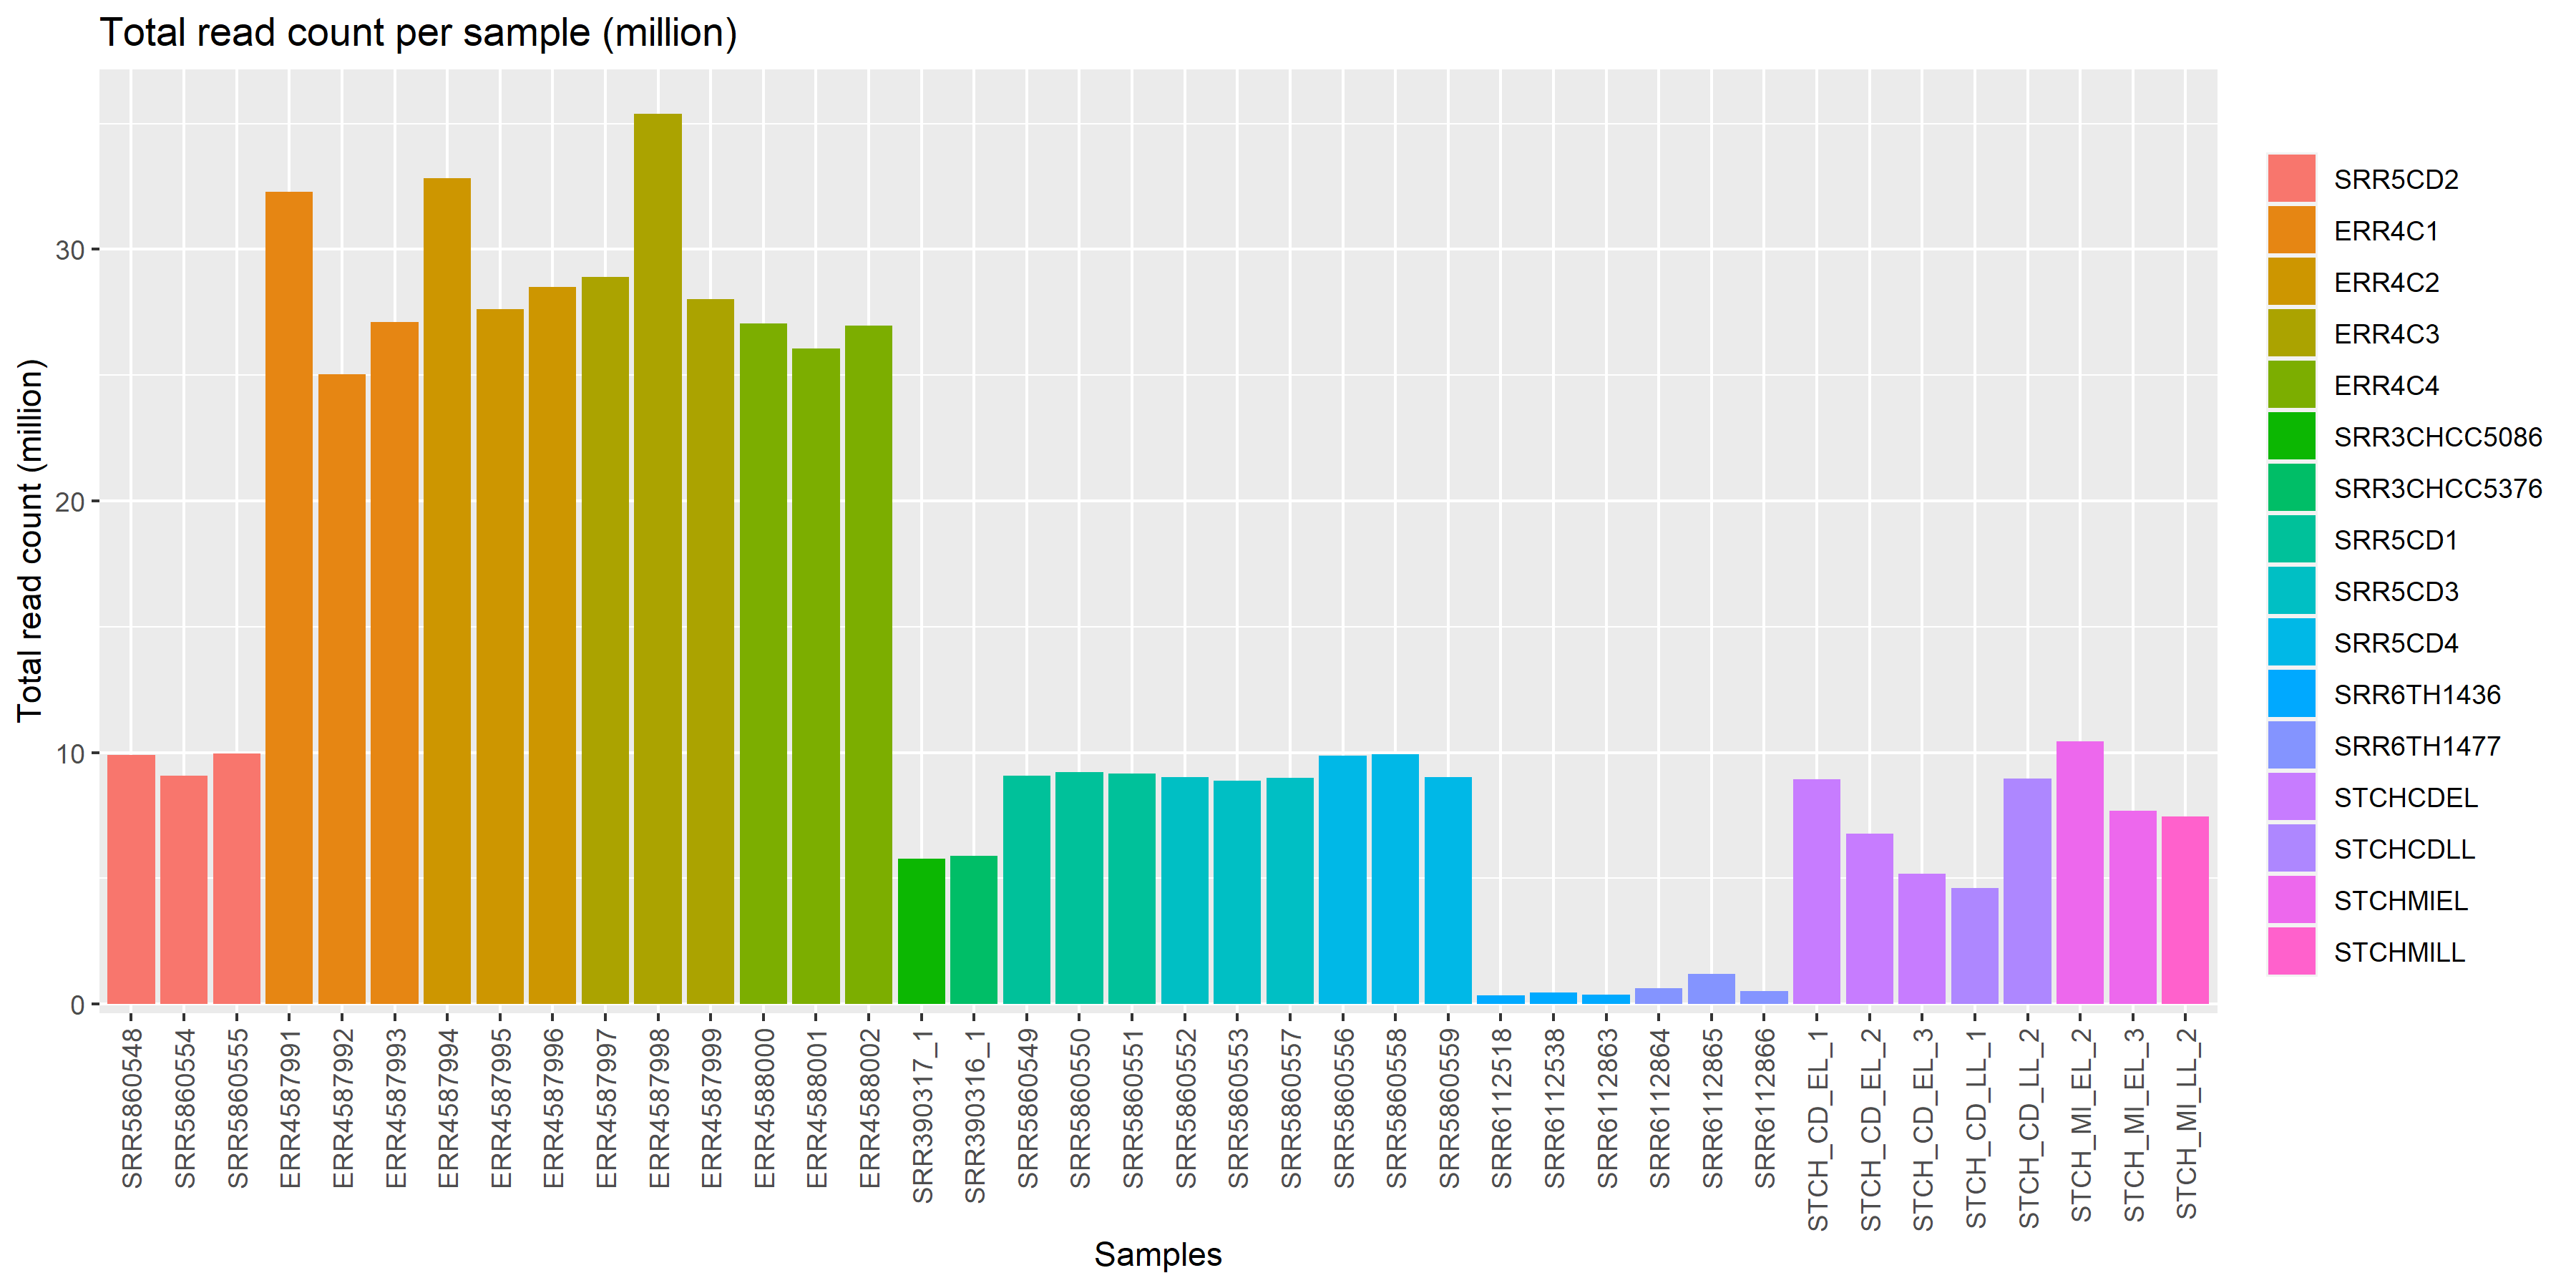 Total read count per sample (million)
Total read count (million)
30
20
10
0
SRR5860548
SRR5860554
SRR5860555
ERR4587991
ERR4587992
ERR4587993
ERR4587994
ERR4587995
ERR4587996
ERR4587997
ERR4587998
ERR4587999
ERR4588000
ERR4588001
ERR4588002
SRR390317_1
SRR390316_1
SRR5860549
SRR5860550
SRR5860551
SRR5860552
SRR5860553
SRR5860557
SRR5860556
SRR5860558
SRR5860559
SRR6112518
SRR6112538
SRR6112863
SRR6112864
SRR6112865
SRR6112866
STCH_CD_EL_1
STCH_CD_EL_2
STCH_CD_EL_3
STCH_CD_LL_1
STCH_CD_LL_2
STCH_MI_EL_2
STCH_MI_EL_3
STCH_MI_LL_2
Samples
SRR5CD2
ERR4C1
ERR4C2
ERR4C3
ERR4C4
SRR3CHCC5086
SRR3CHCC5376
SRR5CD1
SRR5CD3
SRR5CD4
SRR6TH1436
SRR6TH1477
STCHCDEL
STCHCDLL
STCHMIEL
STCHMILL